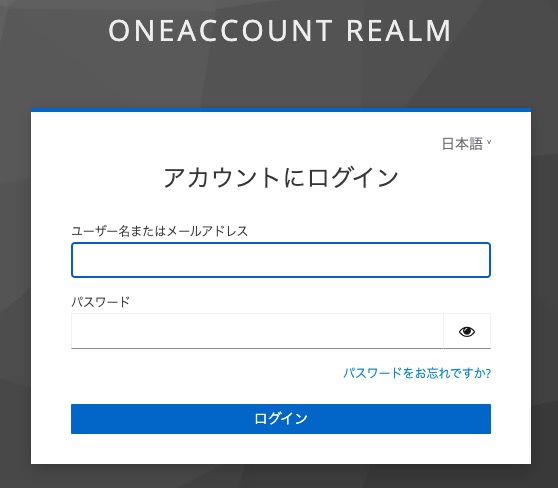 ONEACCOUNT REALM
日本語
アカウントにログイン
ユーザー名またはメールアドレス
パスワード
パスワードをお忘れですか?
ログイン